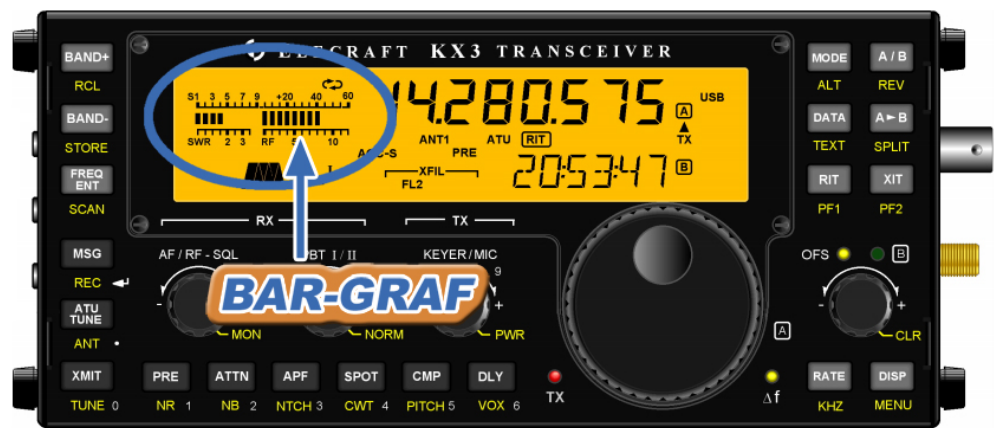 ELECRAFT KX3 TRANSCEIVER
BAND+
RCL
BAND-
STORE
FREQ
ENT
SCAN
MSG
REC
ATU
TUNE
ANT
XMIT
TUNE 0
S1 3 5 7 9 +20 40 60
SWR 2 3 RF 5 10
14.280.575
USB
A
TX
ANT1 ATU RIT
AGC-S PRE
XFIL
FL2
I
20:53:47 B
RX
TX
AF / RF - SQL
PBT I / II
KEYER / MIC
9
-
+
BAR-GRAF
MON
NORM
PWR
PRE
ATTN
APF
SPOT
CMP
DLY
NR 1
NB 2
NTCH 3
CWT 4
PITCH 5
VOX 6
TX
A
Δf
MODE
A / B
ALT
REV
DATA
A►B
TEXT
SPLIT
RIT
XIT
PF1
PF2
OFS
B
-
+
CLR
RATE
DISP
KHZ
MENU